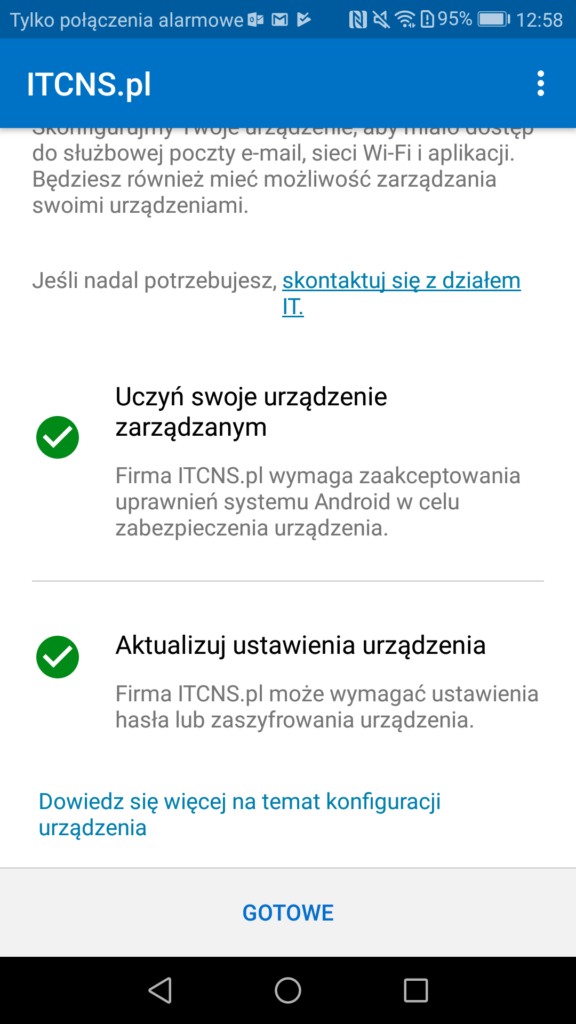 Tylko połączenia alarmowe 95% 12:58
ITCNS.pl
Skonfigurujmy Twoje urządzenie, aby miało dostęp
do służbowej poczty e-mail, sieci Wi-Fi i aplikacji.
Będziesz również mieć możliwość zarządzania
swoimi urządzeniami.
Jeśli nadal potrzebujesz, skontaktuj się z działem
IT.
Uczyń swoje urządzenie
zarządzanym
Firma ITCNS.pl wymaga zaakceptowania
uprawnień systemu Android w celu
zabezpieczenia urządzenia.
Aktualizuj ustawienia urządzenia
Firma ITCNS.pl może wymagać ustawienia
hasła lub zaszyfrowania urządzenia.
Dowiedz się więcej na temat konfiguracji
urządzenia
GOTOWE